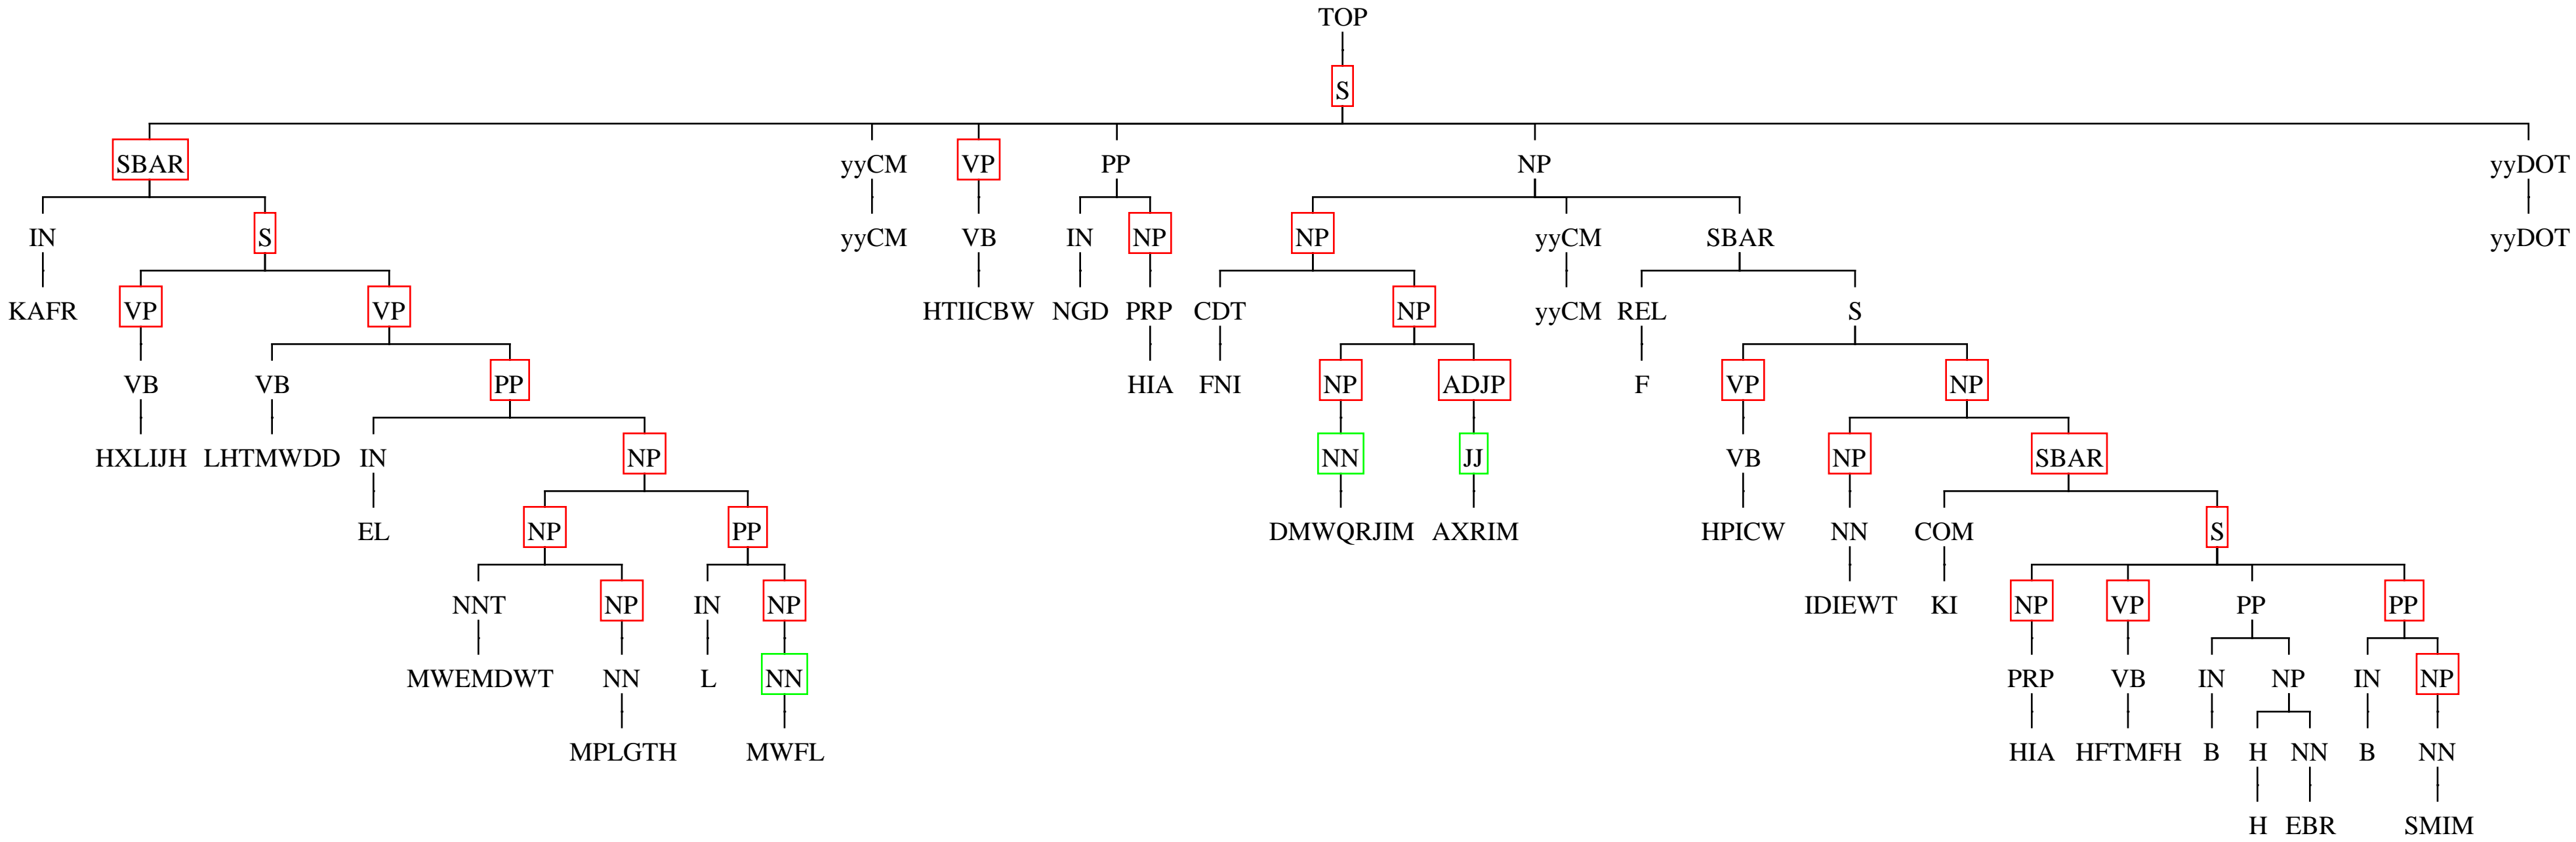 TOP
S
SBAR yyCM VP PP NP yyDOT
IN S yyCM VB IN NP NP yyCM SBAR yyDOT
KAFR VP VP HTIICBW NGD PRP CDT NP yyCM REL S
VB VB PP HIA FNI NP ADJP F VP NP
HXLIJH LHTMWDD IN NP NN JJ VB NP SBAR
EL NP PP DMWQRJIM AXRIM HPICW NN COM S
NNT NP IN NP IDIEWT KI NP VP PP PP
MWEMDWT NN L NN PRP VB IN NP IN NP
MPLGTH MWFL HIA HFTMFH B H NN B NN
H EBR SMIM